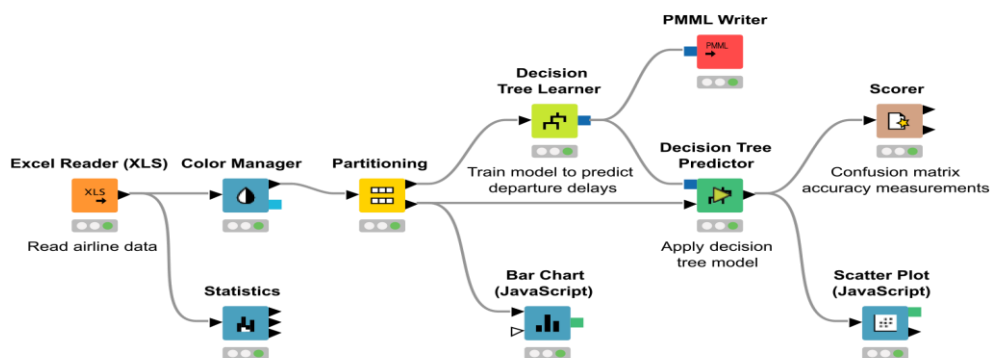 PMML Writer
PMML
Decision
Tree Learner
Scorer
Excel Reader (XLS)
Color Manager
Partitioning
Decision Tree
Predictor
XLS
Train model to predict
departure delays
Confusion matrix
accuracy measurements
Read airline data
Apply decision
tree model
Statistics
Bar Chart
(JavaScript)
Scatter Plot
(JavaScript)